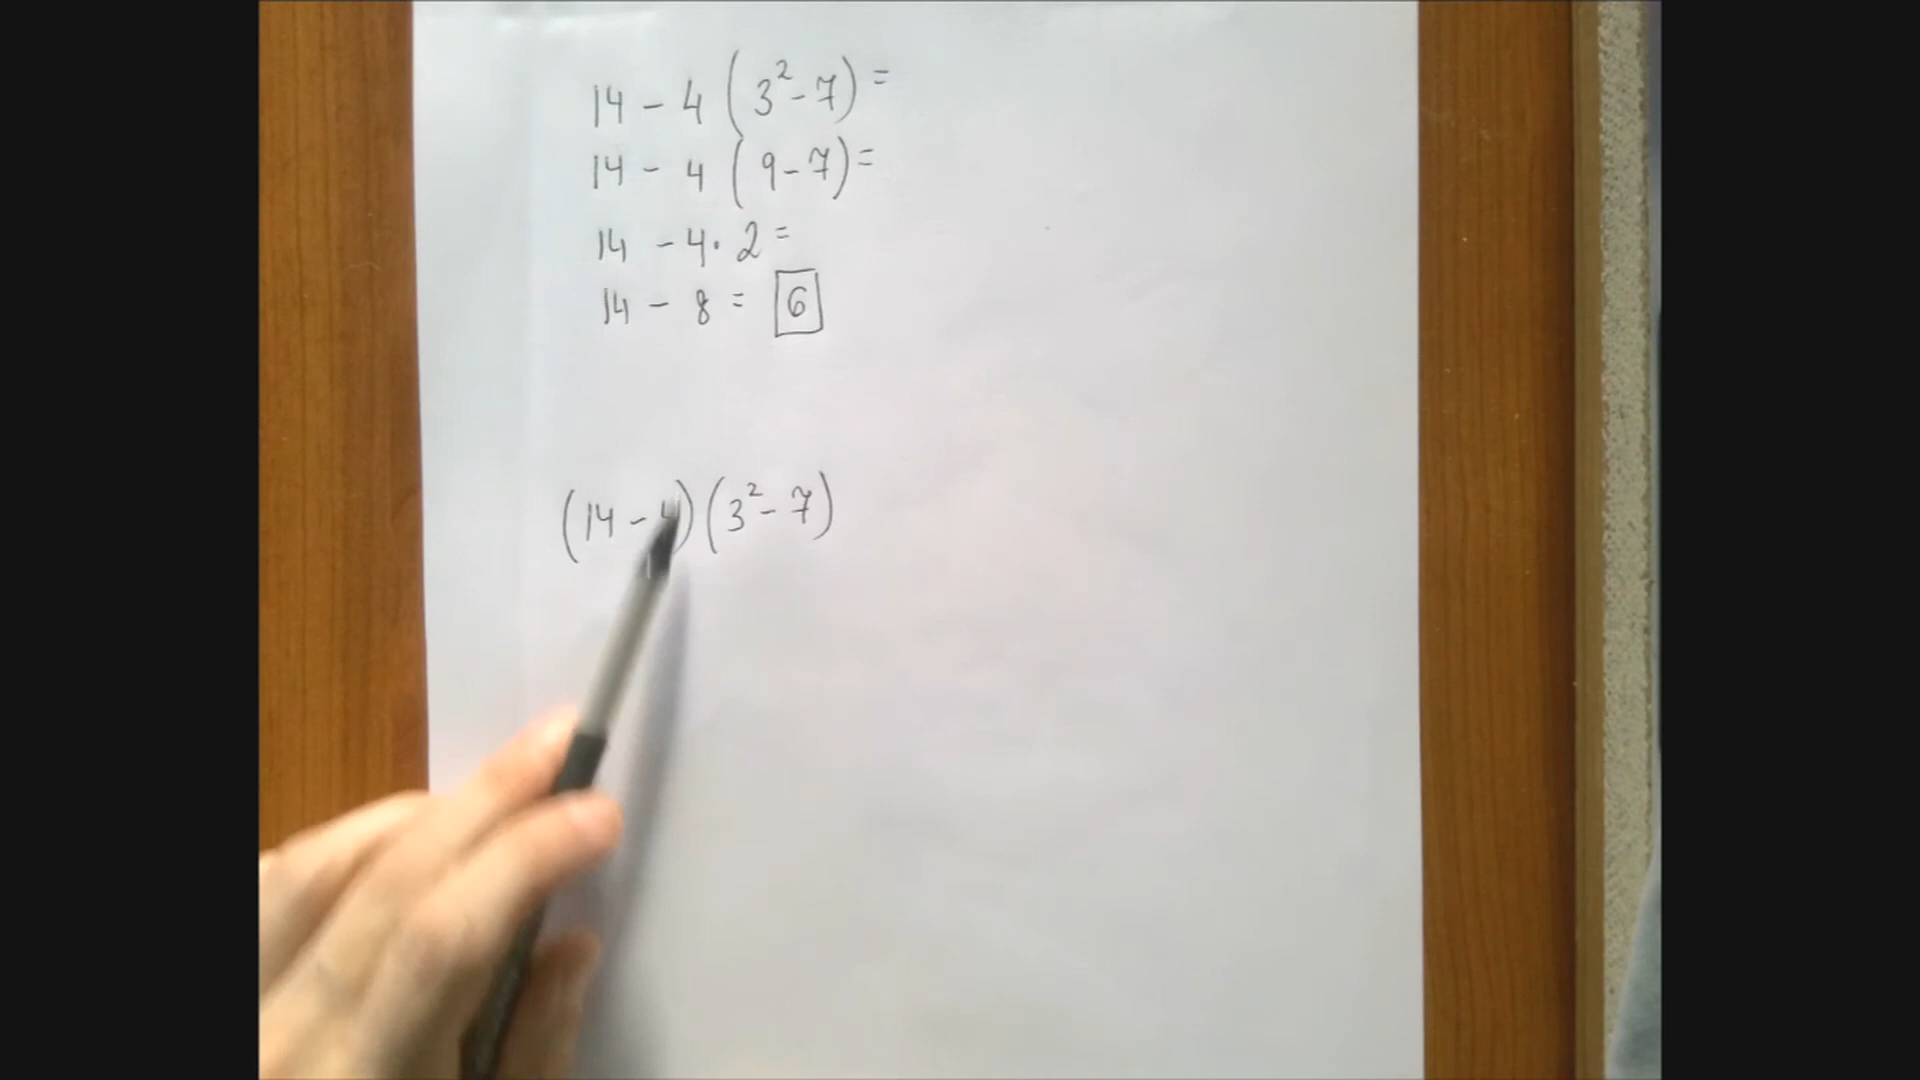 14 - 4 (3² - 7) =
14 - 4 (9 - 7) =
14 - 4 · 2 =
14 - 8 = 6
(14 - 4)(3² - 7)